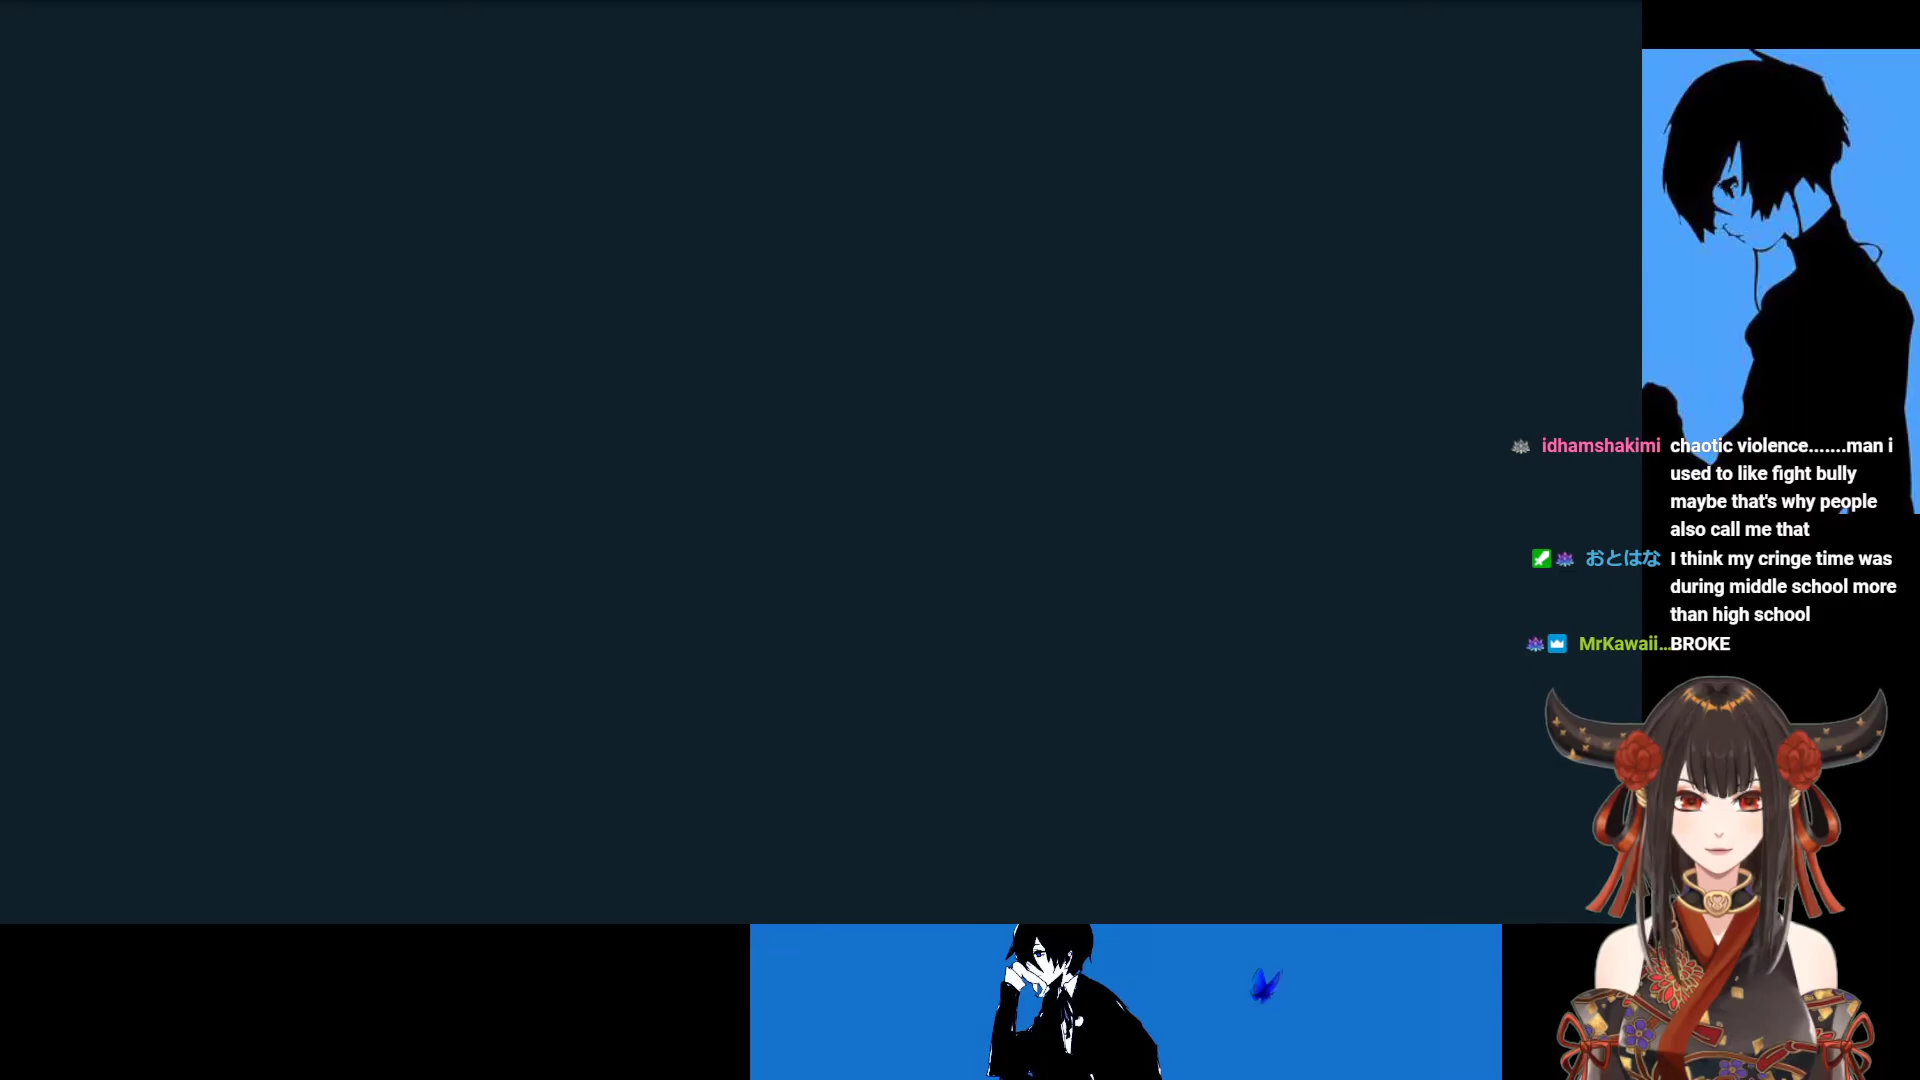 idhamshakimi chaotic violence.......man i
used to like fight bully
maybe that's why people
also call me that
おとはな I think my cringe time was
during middle school more
than high school
MrKawaii... BROKE